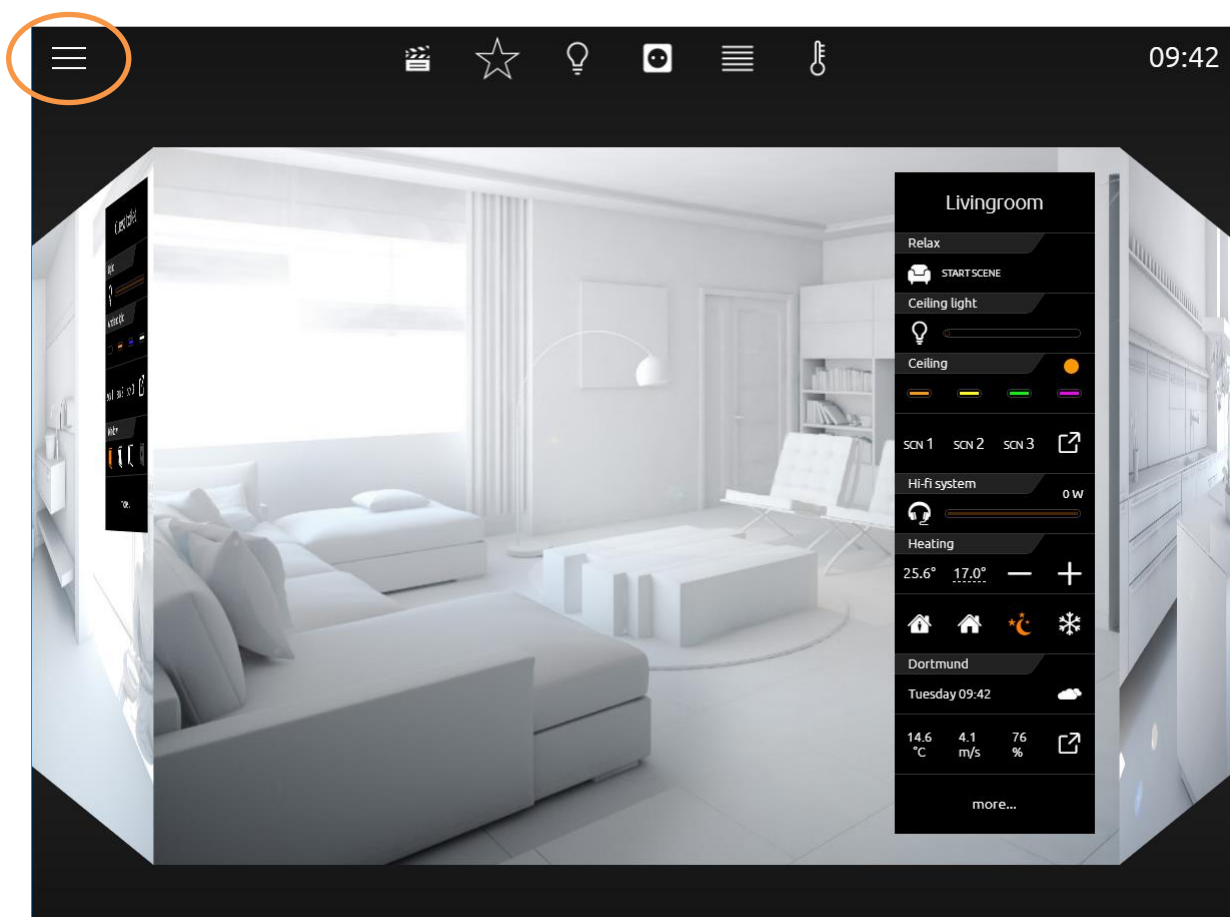 09:42
Livingroom
Relax
START SCENE
Ceiling light
Ceiling
SCN 1 SCN 2 SCN 3
Hi-fi system
0 W
Heating
25.6° 17.0°
Dortmund
Tuesday 09:42
14.6 4.1 76
°C m/s %
more...